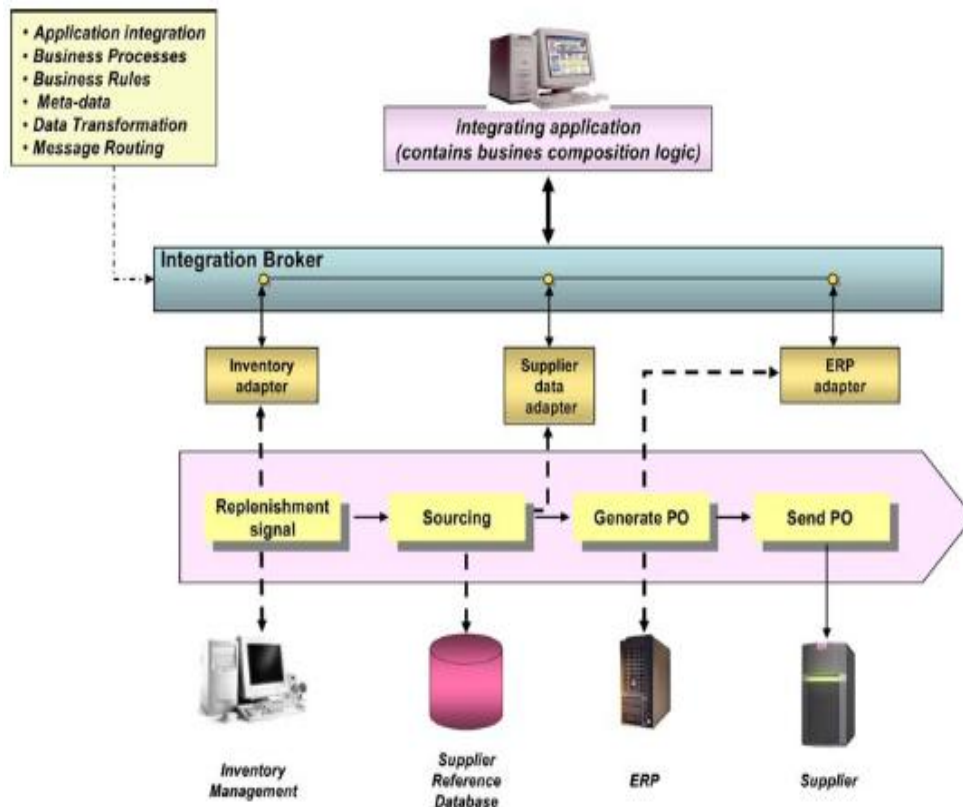 • Application integration
• Business Processes
• Business Rules
• Meta-data
• Data Transformation
• Message Routing
integrating application
(contains busines composition logic)
Integration Broker
Inventory
adapter
Supplier
data
adapter
ERP
adapter
Replenishment
signal
Sourcing
Generate PO
Send PO
Inventory
Management
Supplier
Reference
Database
ERP
Supplier